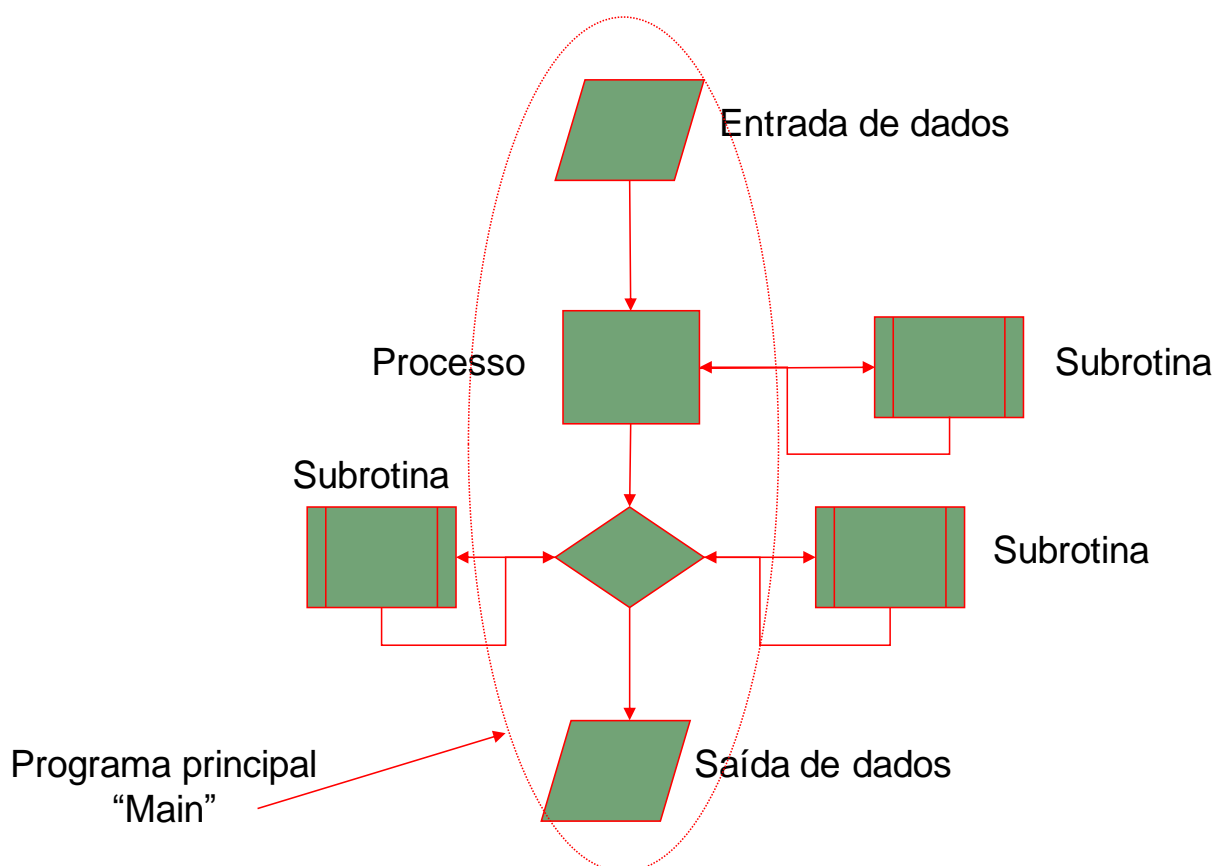 Entrada de dados
Processo
Subrotina
Subrotina
Subrotina
Programa principal
“Main”
Saída de dados